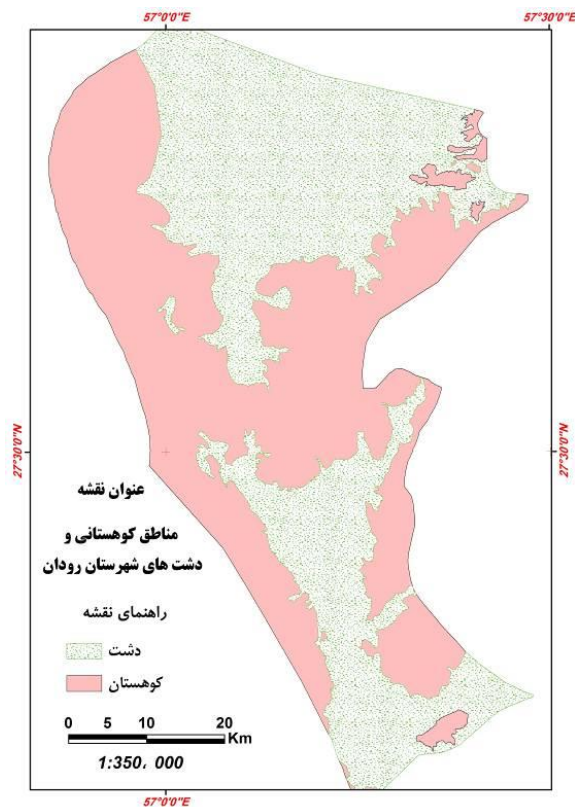 57°0'0"E
57°30'0"E
27°30'0"N
27°30'0"N
عنوان نقشه
مناطق کوهستانی و
دشت های شهرستان رودان
راهنمای نقشه
دشت
کوهستان
0 5 10 20
Km
1:350، 000
57°0'0"E